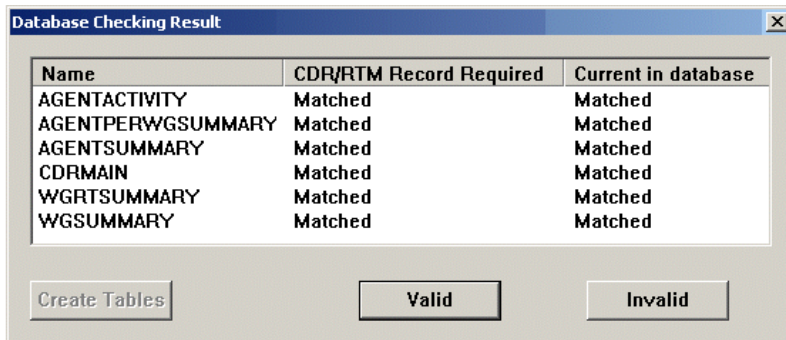 Database Checking Result
Name CDR/RTM Record Required Current in database
AGENTACTIVITY Matched Matched
AGENTPERWGSUMMARY Matched Matched
AGENTSUMMARY Matched Matched
CDRMAIN Matched Matched
WGRTSUMMARY Matched Matched
WGSUMMARY Matched Matched
Create Tables Valid Invalid